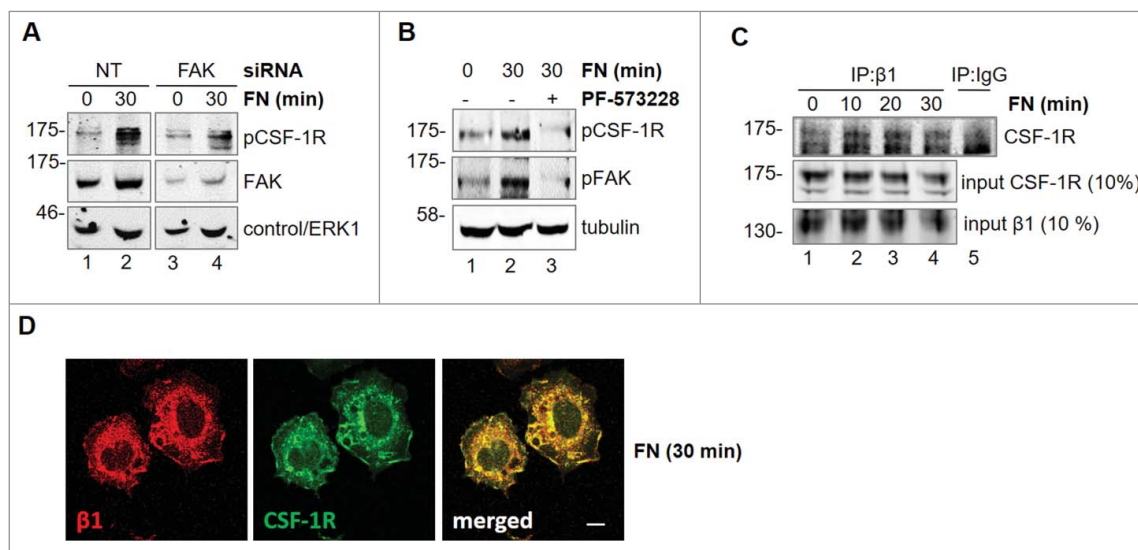 A
NT FAK siRNA
0 30 0 30 FN (min)
175- pCSF-1R
175-
FAK
46-
control/ERK1
1 2 3 4
B
0 30 30 FN (min)
- - + PF-573228
175- pCSF-1R
175- pFAK
58-
tubulin
1 2 3
C
IP:β1 IP:IgG
0 10 20 30 FN (min)
175- CSF-1R
175- input CSF-1R (10%)
130- input β1 (10 %)
1 2 3 4 5
D
β1 CSF-1R merged FN (30 min)